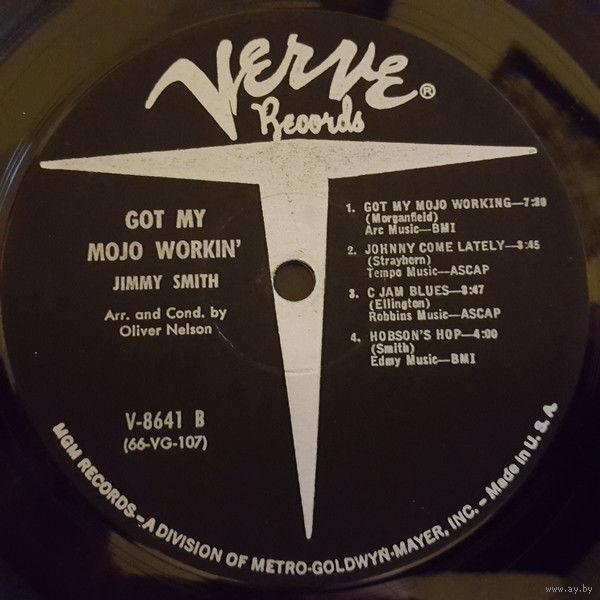 Verve®
Records
GOT MY
MOJO WORKIN'
JIMMY SMITH
Arr. and Cond. by
Oliver Nelson
V-8641 B
(66-VG-107)
1. GOT MY MOJO WORKING—7:30
(Morganfield)
Arc Music—BMI
2. JOHNNY COME LATELY—3:45
(Strayhorn)
Tempo Music—ASCAP
3. C JAM BLUES—3:47
(Ellington)
Robbins Music—ASCAP
4. HOBSON'S HOP—4:00
(Smith)
Edmy Music—BMI
MGM RECORDS–A DIVISION OF METRO-GOLDWYN-MAYER, INC. – Made in U. S. A.
www.ay.by